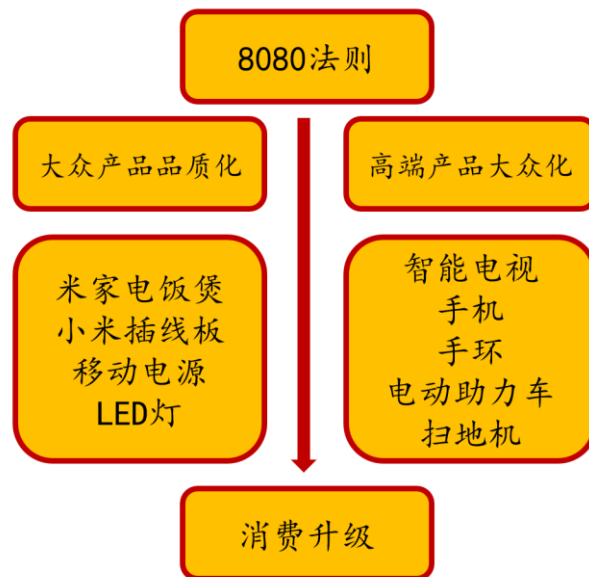 8080法则
大众产品品质化
高端产品大众化
米家电饭煲
小米插线板
移动电源
LED灯
智能电视
手机
手环
电动助力车
扫地机
消费升级